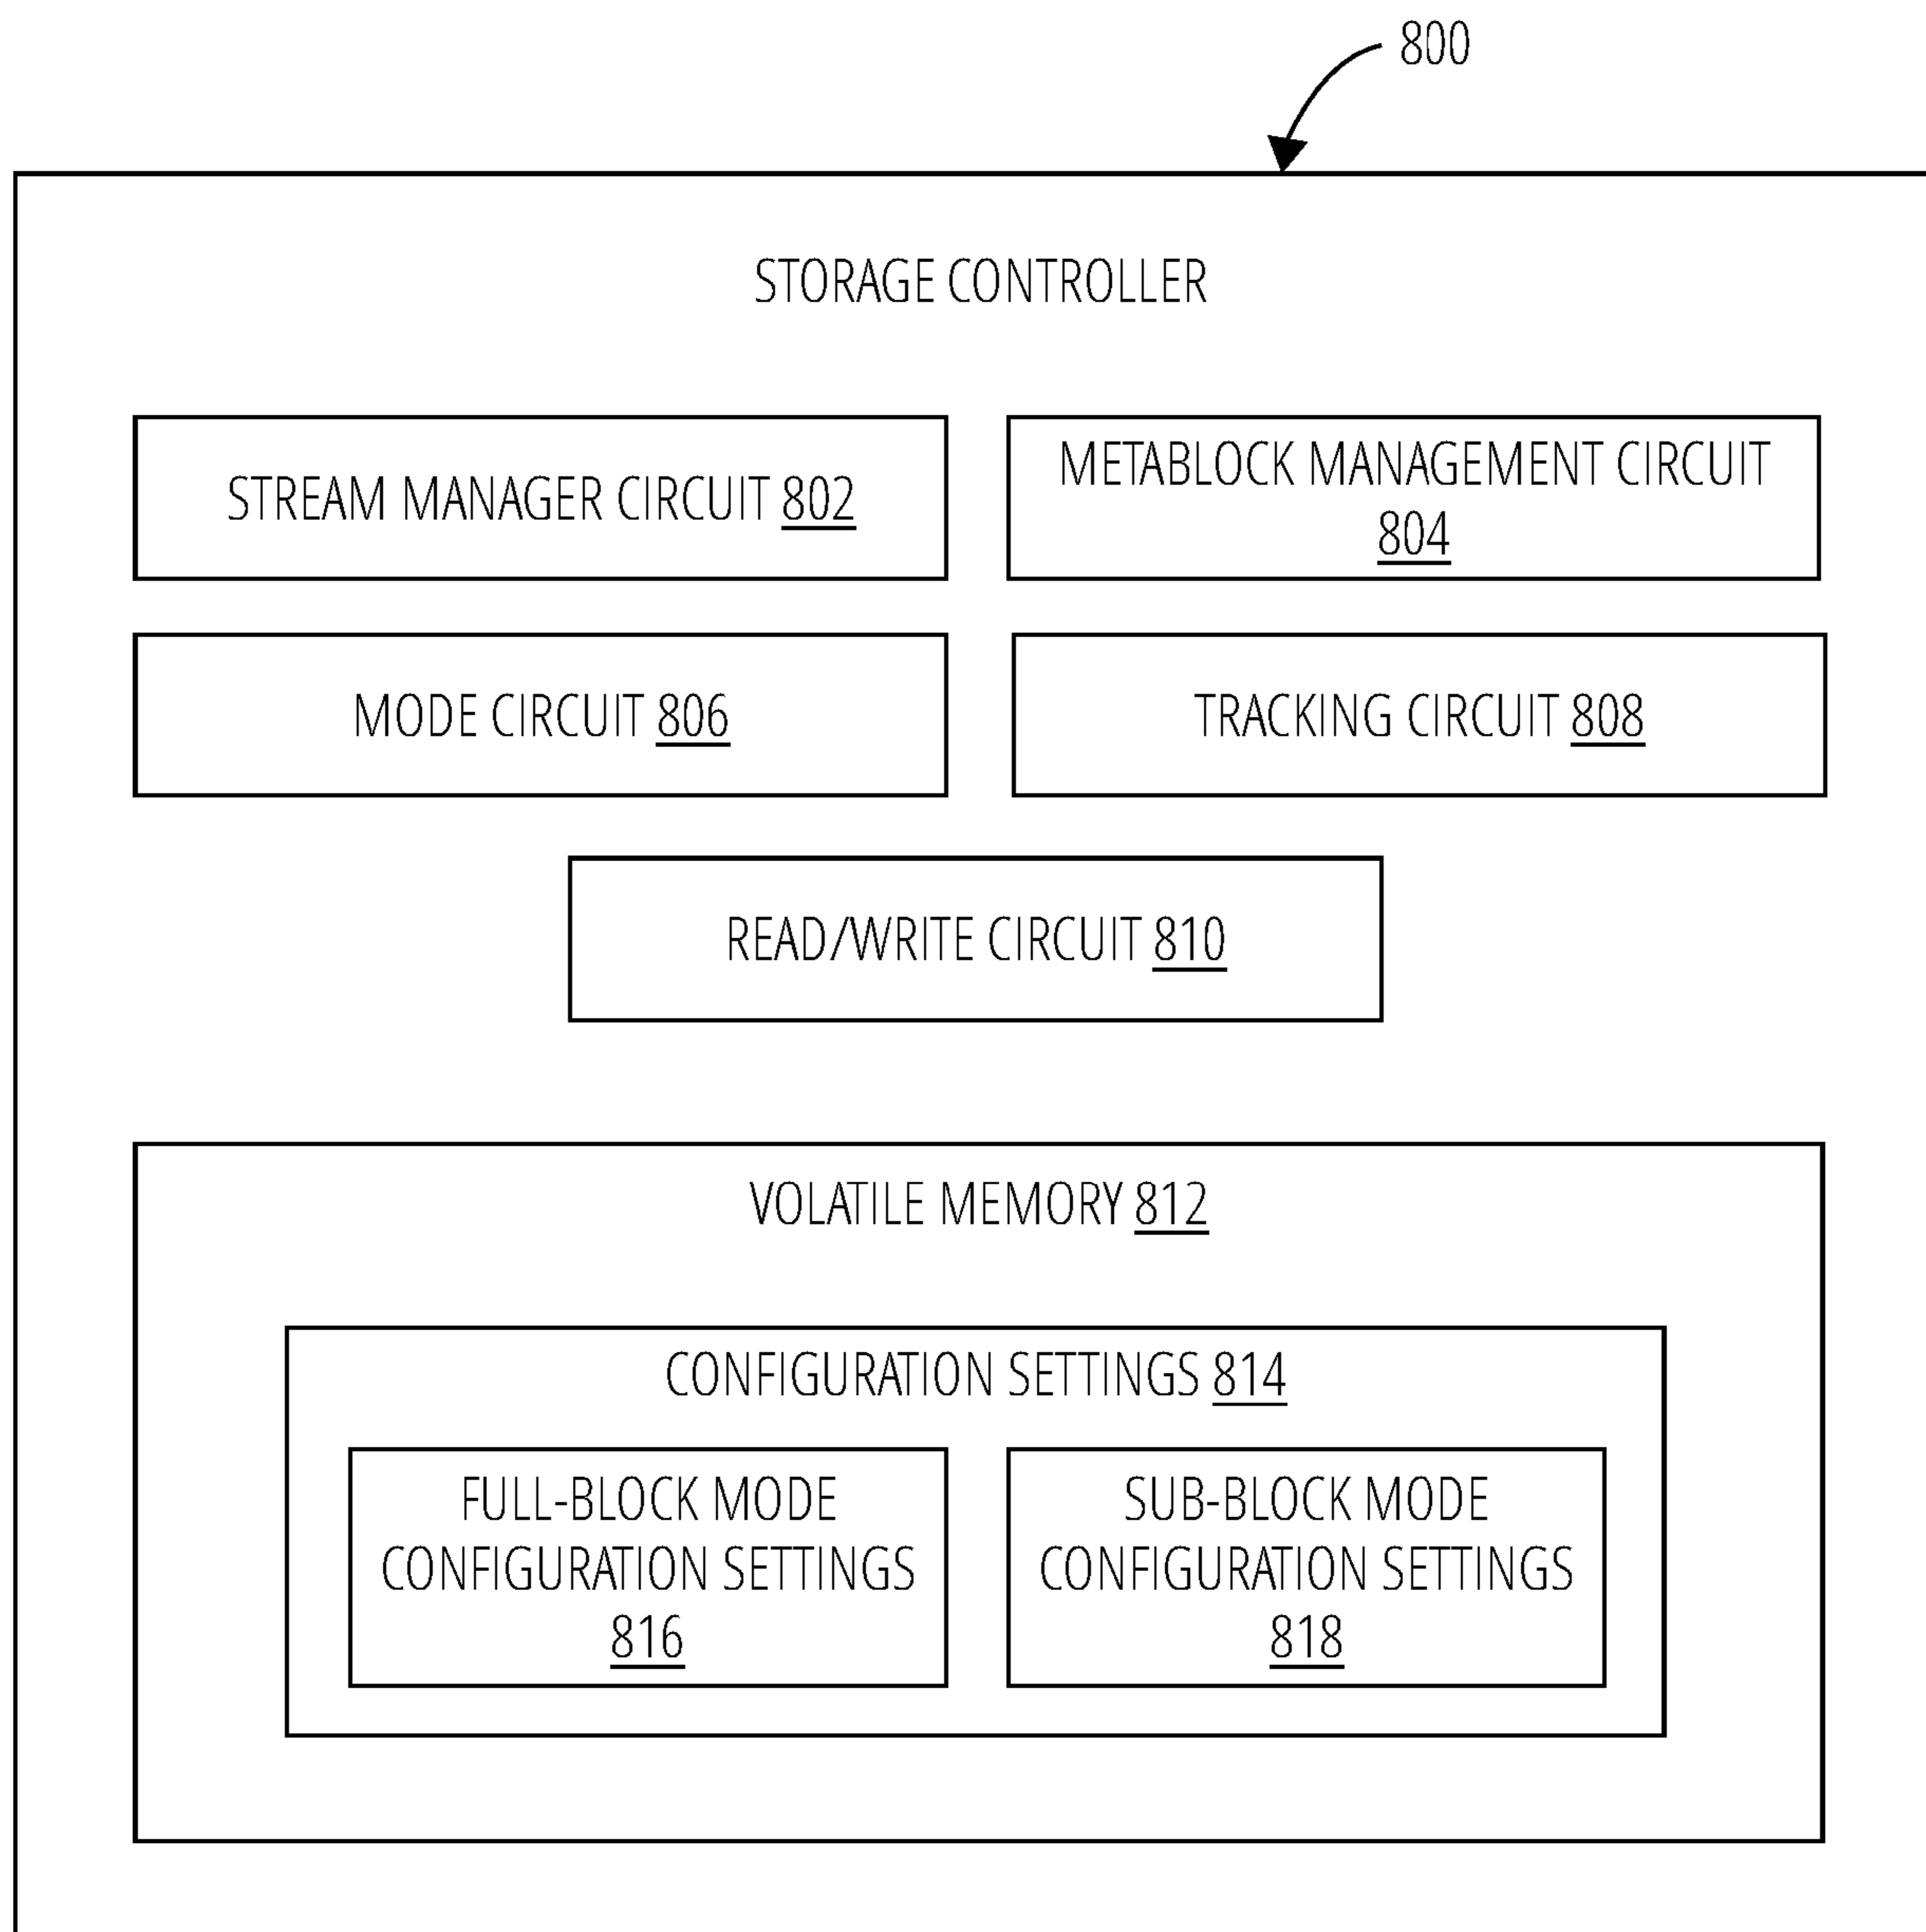 800
STORAGE CONTROLLER
STREAM MANAGER CIRCUIT 802
METABLOCK MANAGEMENT CIRCUIT
804
MODE CIRCUIT 806
TRACKING CIRCUIT 808
READ/WRITE CIRCUIT 810
VOLATILE MEMORY 812
CONFIGURATION SETTINGS 814
FULL-BLOCK MODE
CONFIGURATION SETTINGS
816
SUB-BLOCK MODE
CONFIGURATION SETTINGS
818